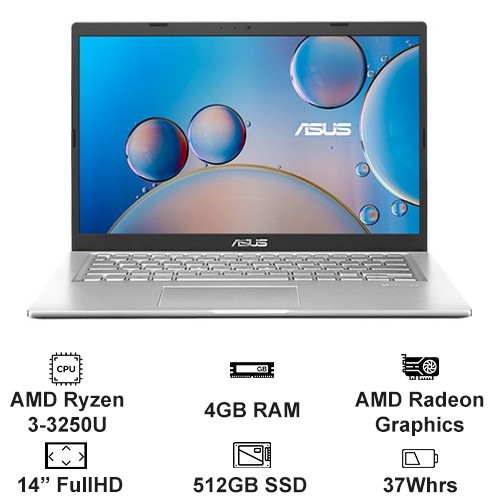 ASUS
ASUS
CPU
GB
AMD Ryzen
3-3250U
4GB RAM
AMD Radeon
Graphics
14” FullHD
512GB SSD
37Whrs